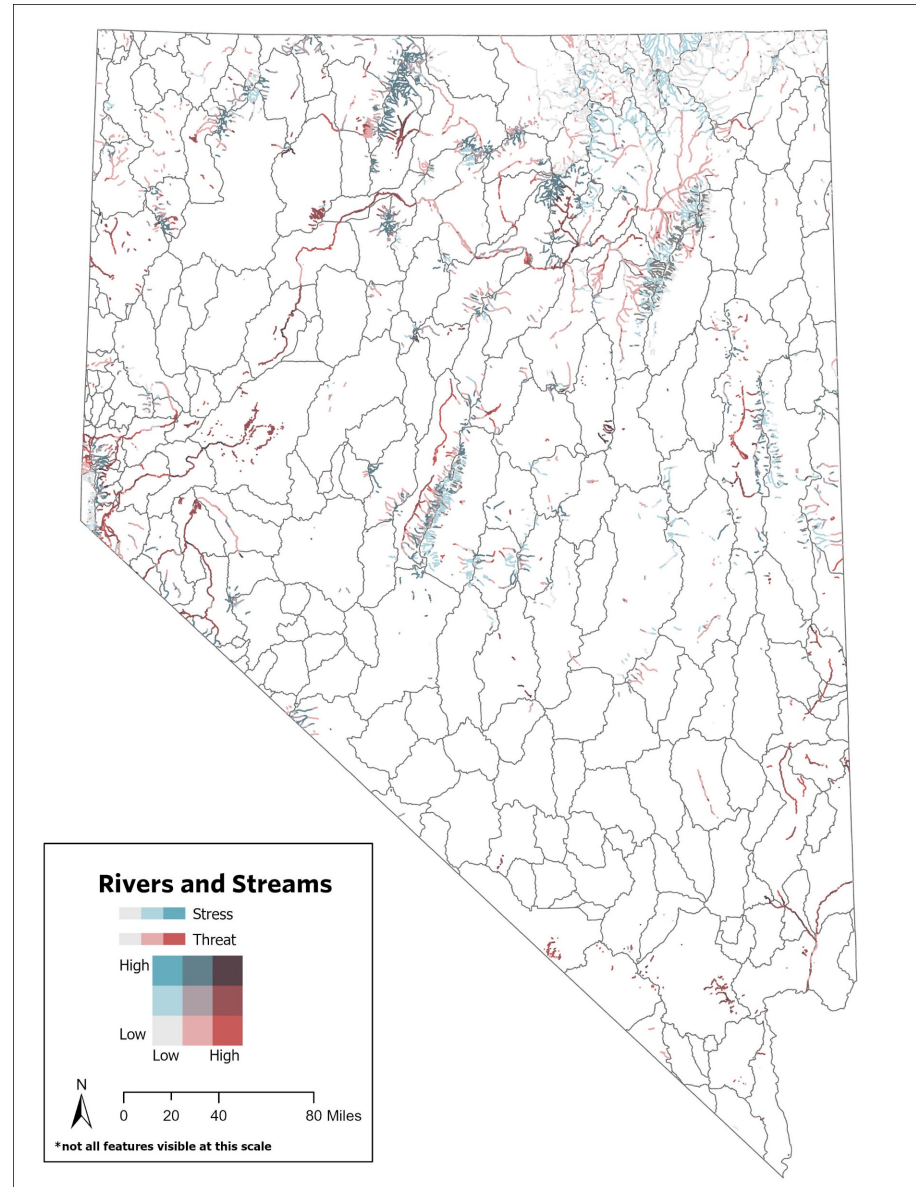 Rivers and Streams
Stress
Threat
High
Low
Low High
N
0 20 40 80 Miles
*not all features visible at this scale